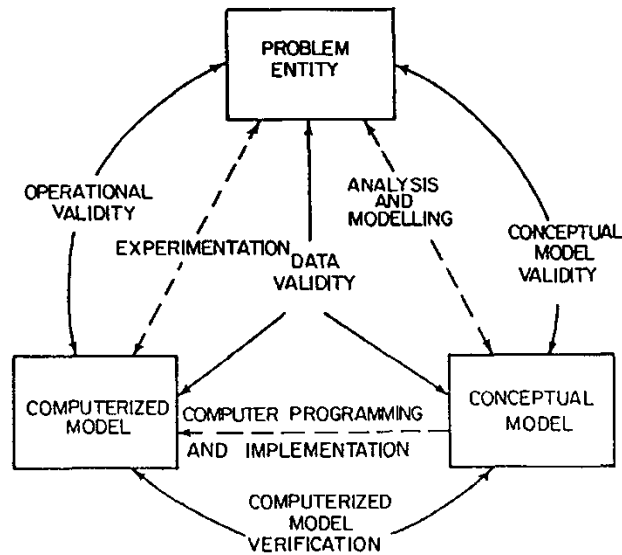 PROBLEM
ENTITY
OPERATIONAL
VALIDITY
ANALYSIS
AND
MODELLING
CONCEPTUAL
MODEL
VALIDITY
EXPERIMENTATION
DATA
VALIDITY
COMPUTERIZED
MODEL
COMPUTER PROGRAMMING
AND IMPLEMENTATION
CONCEPTUAL
MODEL
COMPUTERIZED
MODEL
VERIFICATION